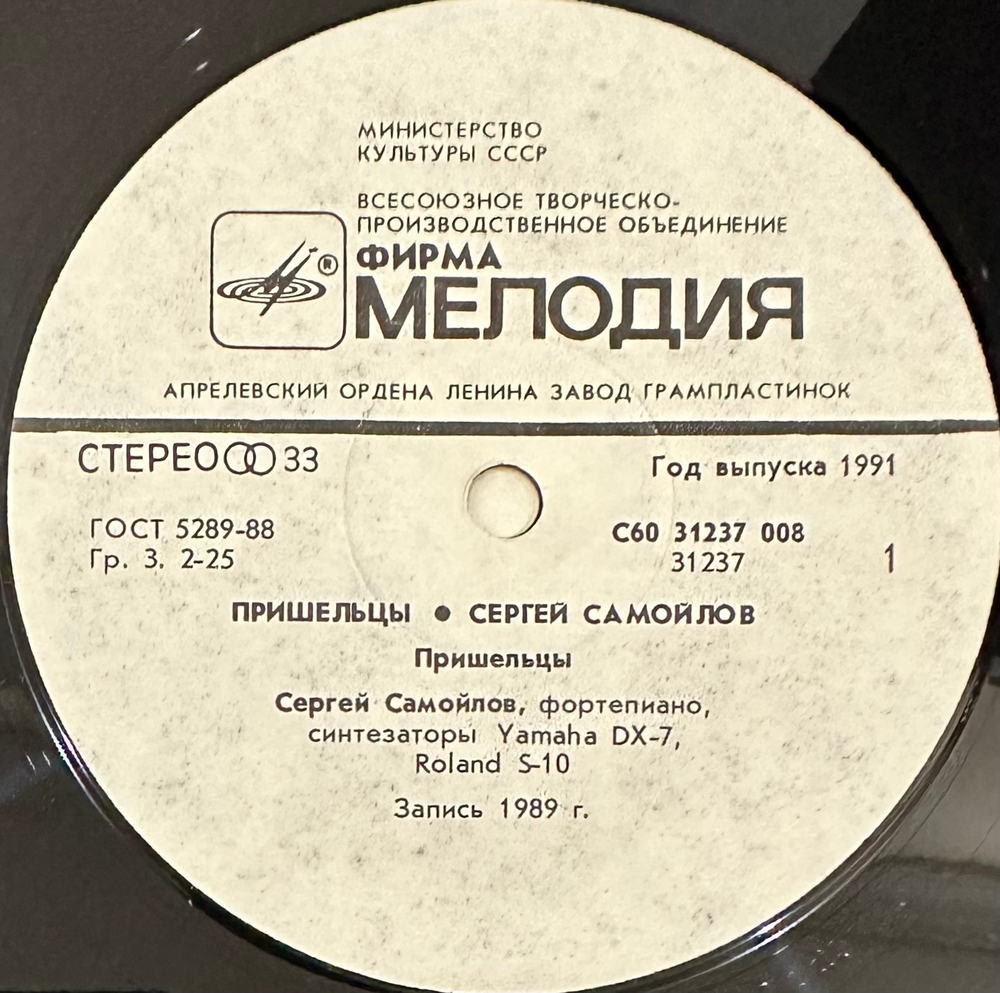 МИНИСТЕРСТВО
КУЛЬТУРЫ СССР
ВСЕСОЮЗНОЕ ТВОРЧЕСКО-
ПРОИЗВОДСТВЕННОЕ ОБЪЕДИНЕНИЕ
ФИРМА
®
МЕЛОДИЯ
АПРЕЛЕВСКИЙ ОРДЕНА ЛЕНИНА ЗАВОД ГРАМПЛАСТИНОК
СТЕРЕО 33
Год выпуска 1991
ГОСТ 5289-88
Гр. 3. 2-25
С60 31237 008
31237
1
ПРИШЕЛЬЦЫ ● СЕРГЕЙ САМОЙЛОВ
Пришельцы
Сергей Самойлов, фортепиано,
синтезаторы Yamaha DX-7,
Roland S-10
Запись 1989 г.